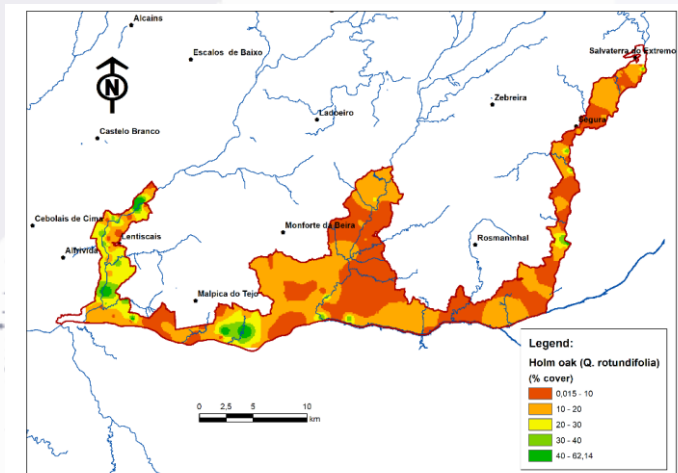 Alcains
Escalos de Baixo
Salvaterra do Extremo
N
Zebreira
Ladoeiro
Segura
Castelo Branco
Cebolais de Cima
Lentiscais
Monforte da Beira
Rosmaninhal
Alfrivida
Malpica do Tejo
Legend:
Holm oak (Q. rotundifolia)
(% cover)
0,015 - 10
10 - 20
20 - 30
30 - 40
40 - 62,14
0 2,5 5 10
km